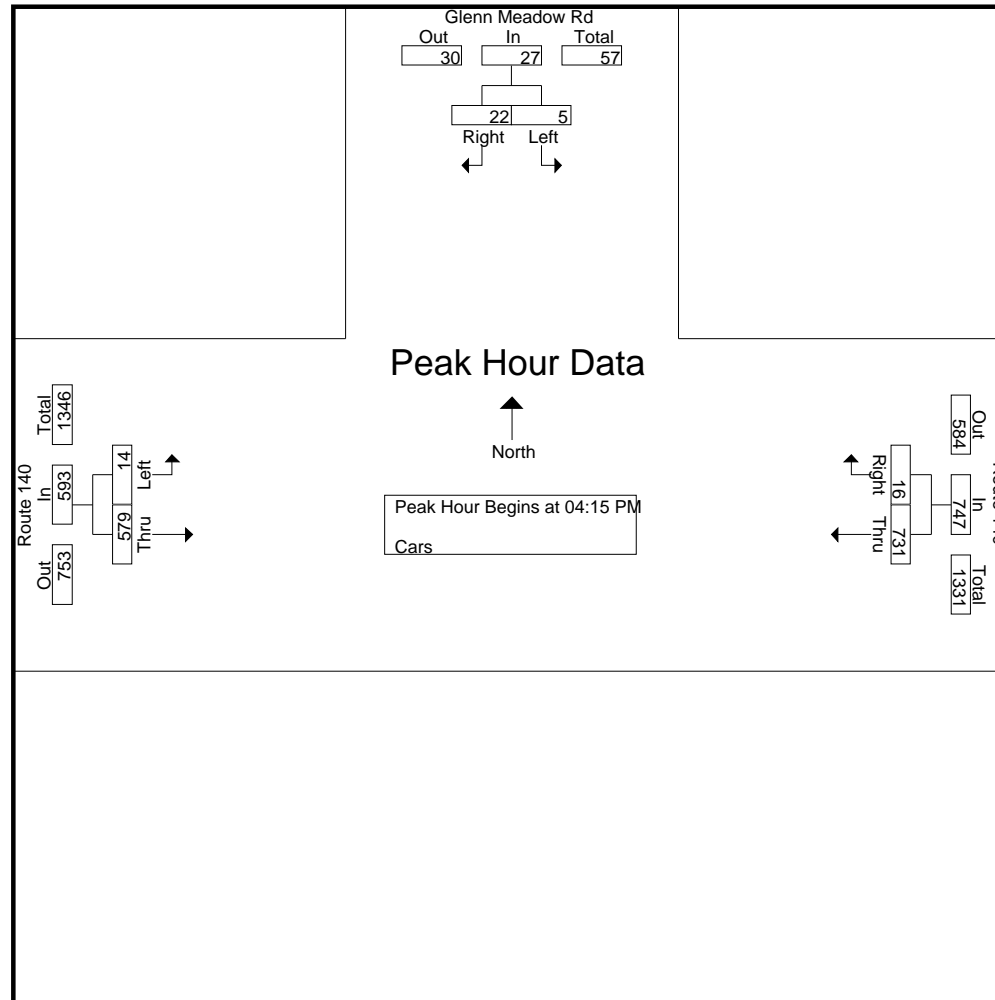 Glenn Meadow Rd
Out In Total
30 27 57
22 5
Right Left
Peak Hour Data
North
Peak Hour Begins at 04:15 PM
Cars
Route 140
Total In Out
1346 593 753
14 579
Left Thru
Right Thru
16 731
Out In Total
584 747 1331